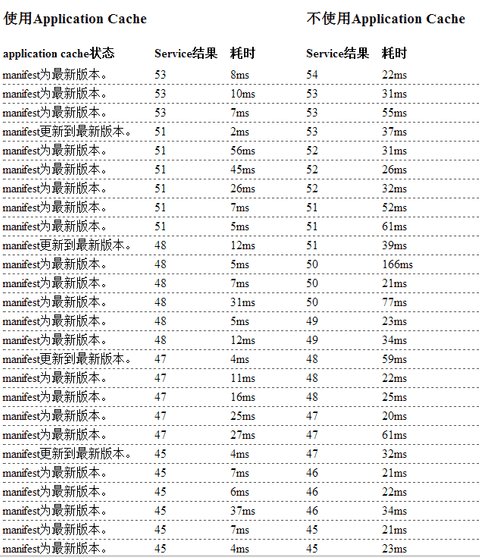 使用Application Cache 不使用Application Cache
application cache状态 Service结果 耗时 Service结果 耗时
manifest为最新版本。 53 8ms 54 22ms
manifest为最新版本。 53 10ms 53 31ms
manifest为最新版本。 53 7ms 53 55ms
manifest更新到最新版本。 51 2ms 53 37ms
manifest为最新版本。 51 56ms 52 31ms
manifest为最新版本。 51 45ms 52 26ms
manifest为最新版本。 51 26ms 52 32ms
manifest为最新版本。 51 7ms 51 52ms
manifest为最新版本。 51 5ms 51 61ms
manifest更新到最新版本。 48 12ms 51 39ms
manifest为最新版本。 48 5ms 50 166ms
manifest为最新版本。 48 7ms 50 21ms
manifest为最新版本。 48 31ms 50 77ms
manifest为最新版本。 48 5ms 49 23ms
manifest为最新版本。 48 12ms 49 34ms
manifest更新到最新版本。 47 4ms 48 59ms
manifest为最新版本。 47 11ms 48 22ms
manifest为最新版本。 47 16ms 48 25ms
manifest为最新版本。 47 25ms 47 20ms
manifest为最新版本。 47 27ms 47 61ms
manifest更新到最新版本。 45 4ms 47 32ms
manifest为最新版本。 45 7ms 46 21ms
manifest为最新版本。 45 6ms 46 22ms
manifest为最新版本。 45 37ms 46 34ms
manifest为最新版本。 45 7ms 45 21ms
manifest为最新版本。 45 4ms 45 23ms